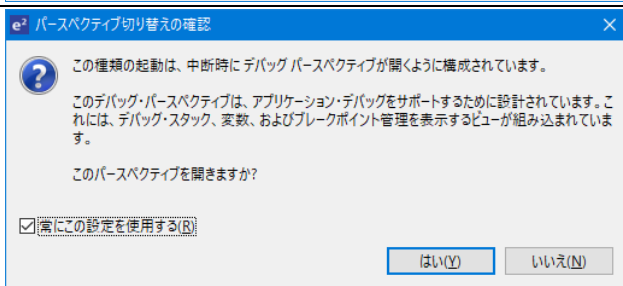 e² パースペクティブ切り替えの確認
この種類の起動は、中断時に デバッグ パースペクティブが開くように構成されています。
このデバッグ・パースペクティブは、アプリケーション・デバッグをサポートするために設計されています。こ
れには、デバッグ・スタック、変数、およびブレークポイント管理を表示するビューが組み込まれていま
す。
このパースペクティブを開きますか?
常にこの設定を使用する(R)
はい(Y) いいえ(N)